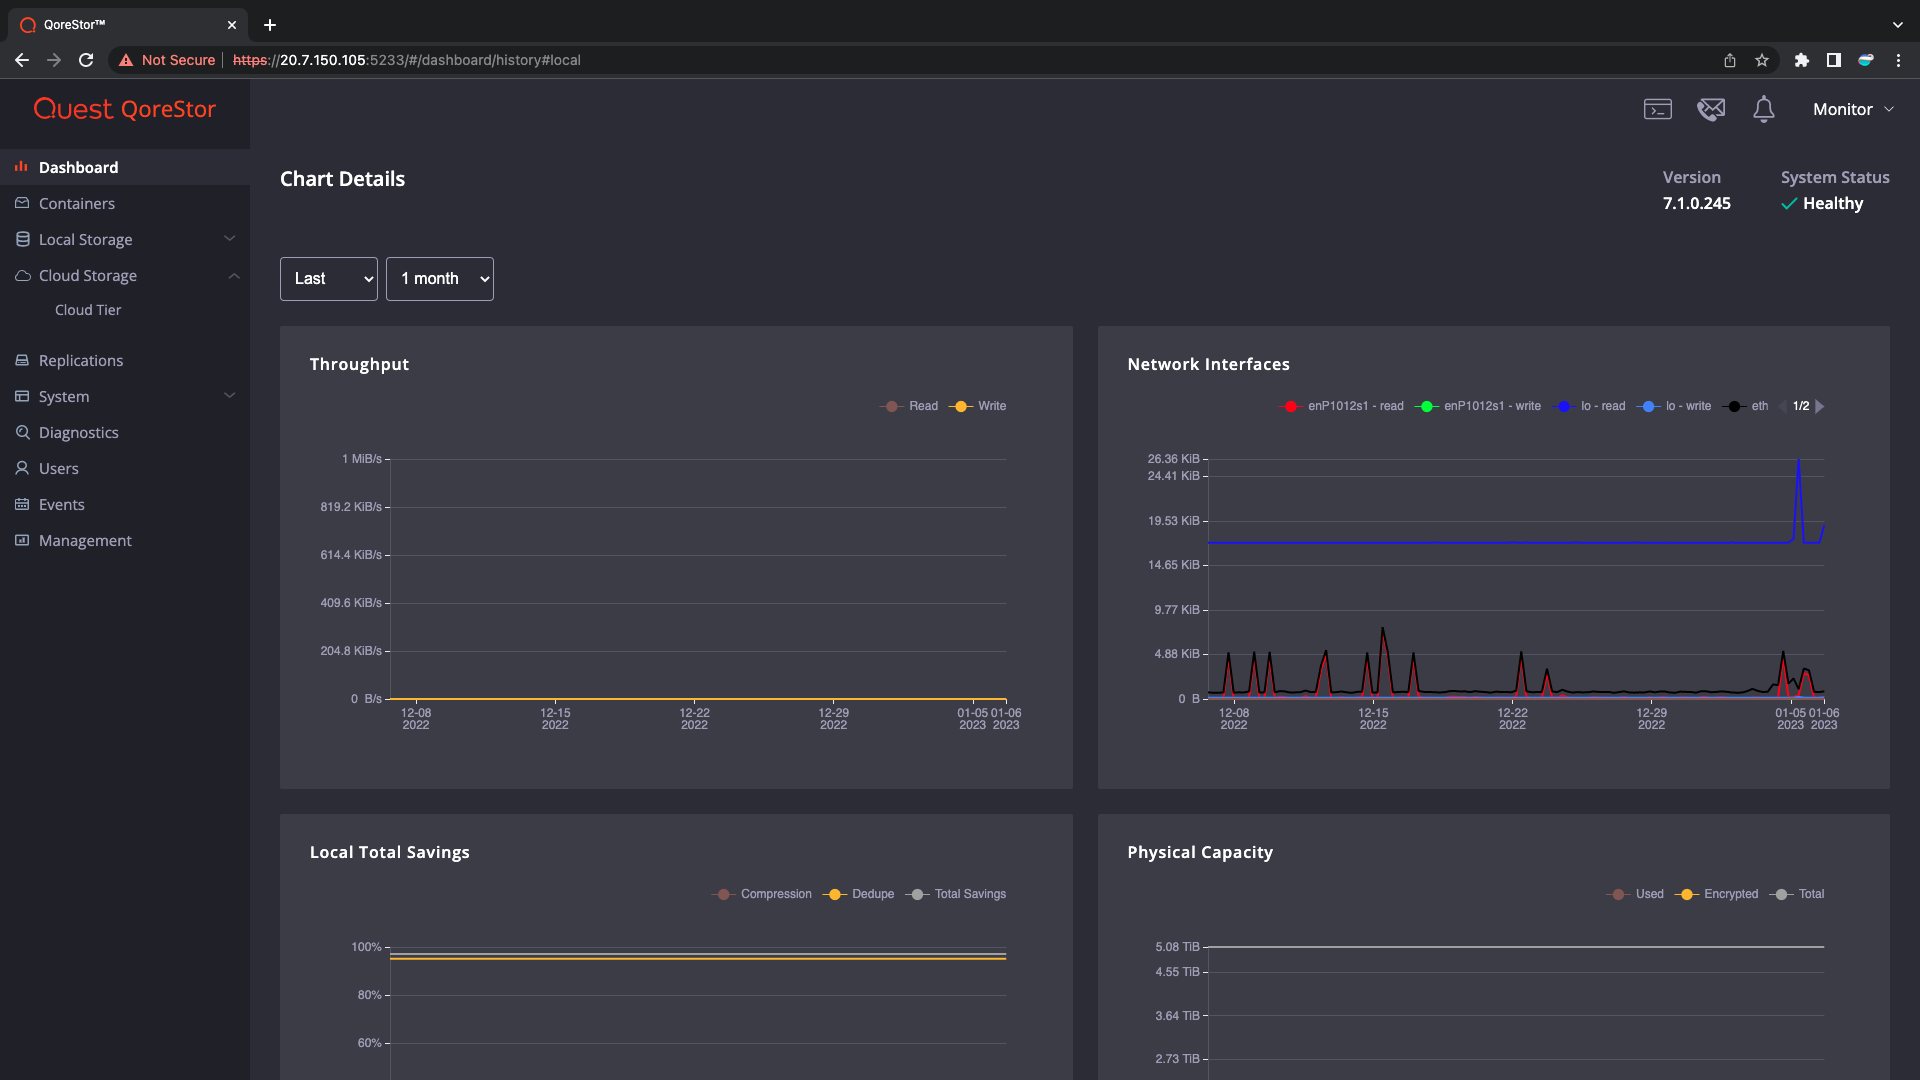 QoreStor™
Not Secure
https://20.7.150.105:5233/#/dashboard/history#local
Quest QoreStor
Monitor
Dashboard
Containers
Local Storage
Cloud Storage
Cloud Tier
Replications
System
Diagnostics
Users
Events
Management
Chart Details
Version
7.1.0.245
System Status
Healthy
Last
1 month
Throughput
Read Write
1 MiB/s
819.2 KiB/s
614.4 KiB/s
409.6 KiB/s
204.8 KiB/s
0 B/s
12-08 12-15 12-22 12-29 01-05 01-06
2022 2022 2022 2022 2023 2023
Network Interfaces
enP1012s1 - read enP1012s1 - write lo - read lo - write eth 1/2
26.36 KiB
24.41 KiB
19.53 KiB
14.65 KiB
9.77 KiB
4.88 KiB
0 B
12-08 12-15 12-22 12-29 01-05 01-06
2022 2022 2022 2022 2023 2023
Local Total Savings
Compression Dedupe Total Savings
100%
80%
60%
Physical Capacity
Used Encrypted Total
5.08 TiB
4.55 TiB
3.64 TiB
2.73 TiB